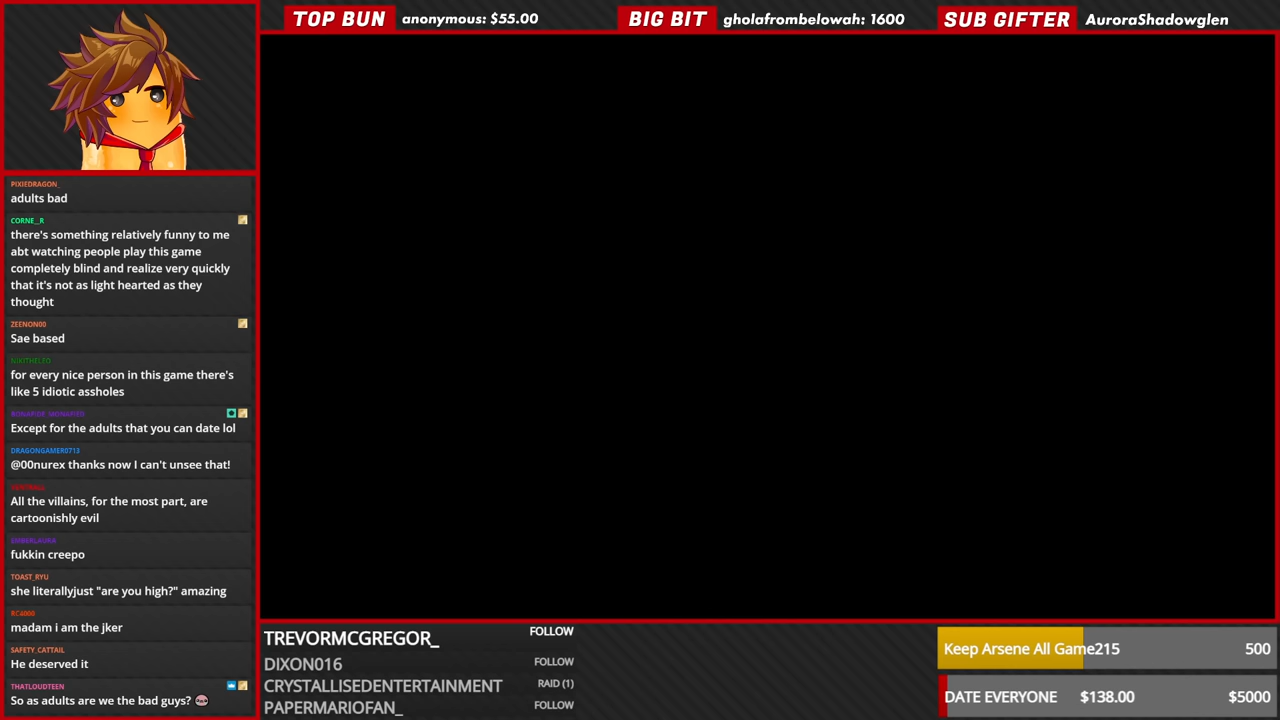 TOP BUN anonymous: $55.00 BIG BIT gholafrombelowah: 1600 SUB GIFTER AuroraShadowglen
PIXIEDRAGON_
adults bad
CORNE__R
there's something relatively funny to me
abt watching people play this game
completely blind and realize very quickly
that it's not as light hearted as they
thought
ZEENON00
Sae based
NIKITHELEO
for every nice person in this game there's
like 5 idiotic assholes
Except for the adults that you can date lol
DRAGONGAMER0713
@00nurex thanks now I can't unsee that!
All the villains, for the most part, are
cartoonishly evil
EMBERLAURA
fukkin creepo
TOAST_RYU
she literallyjust "are you high?" amazing
RC4000
madam i am the jker
SAFETY_CATTAIL
He deserved it
THATLOUDTEEN
So as adults are we the bad guys?
TREVORMCGREGOR_ FOLLOW
DIXON016 FOLLOW
CRYSTALLISEDENTERTAINMENT RAID (1)
PAPERMARIOFAN_ FOLLOW
Keep Arsene All Game215 500
DATE EVERYONE $138.00 $5000